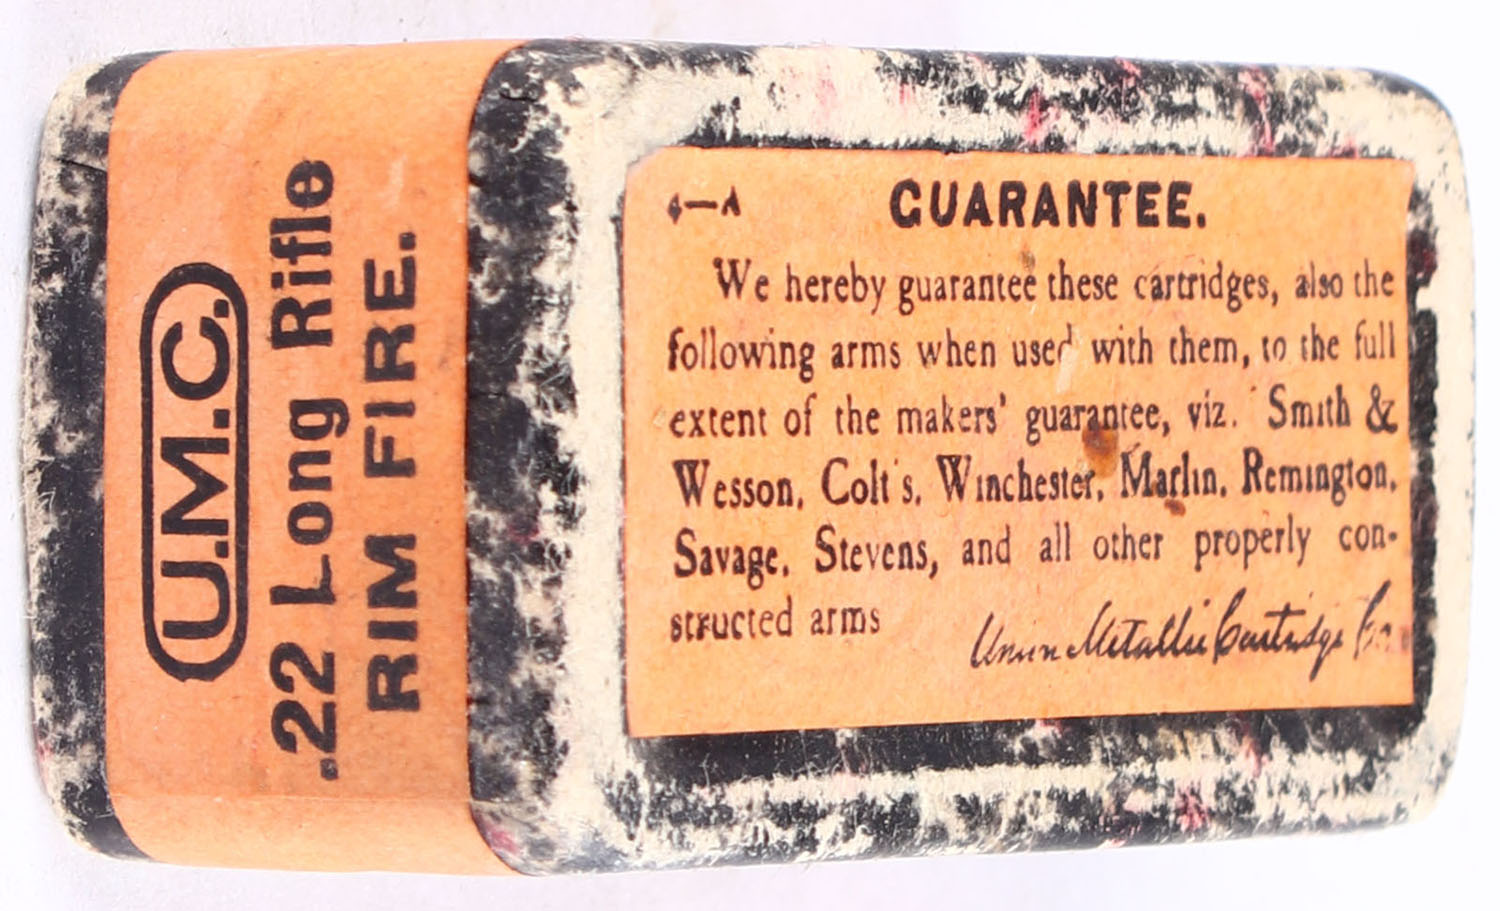 U.M.C.
.22 Long Rifle
RIM FIRE.
4—A
GUARANTEE.
We hereby guarantee these cartridges, also the
following arms when used with them, to the full
extent of the makers' guarantee, viz. Smith &
Wesson, Colt's, Winchester, Marlin, Remington,
Savage, Stevens, and all other properly con-
structed arms
Union Metallic Cartridge Co.